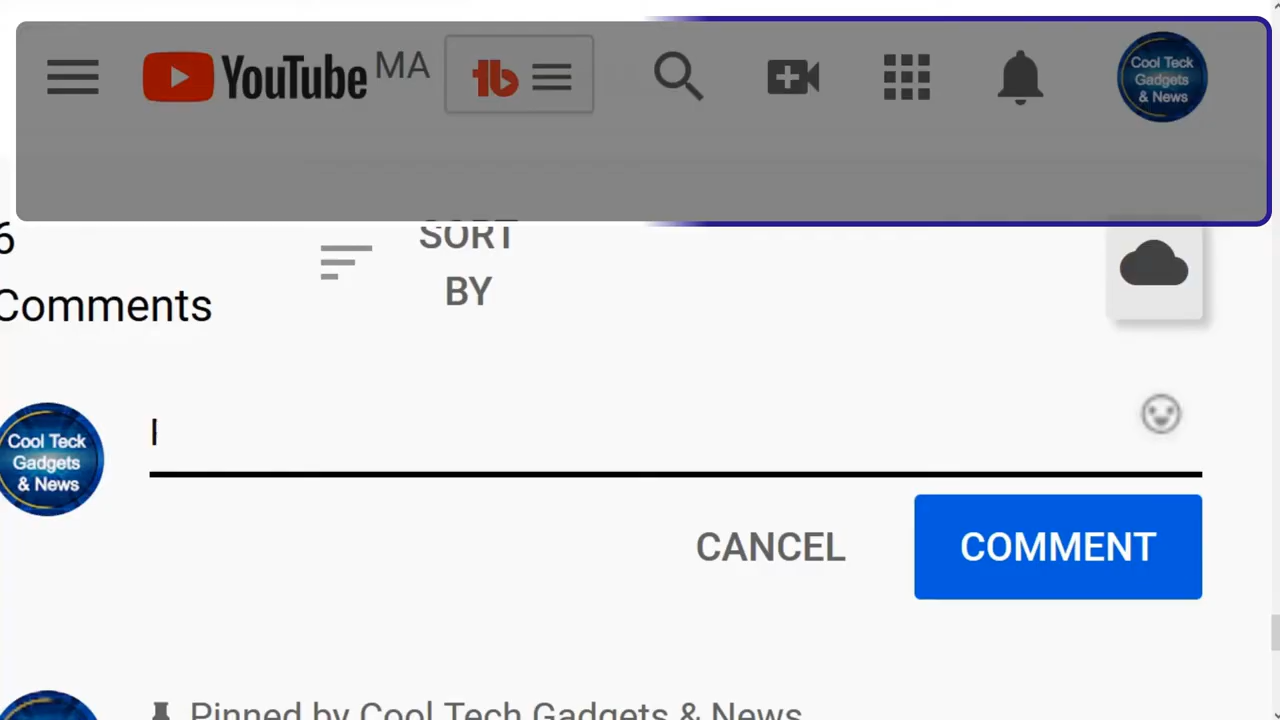 YouTube MA
Cool Teck
Gadgets
& News
6
Comments
SORT
BY
Cool Teck
Gadgets
& News
CANCEL
COMMENT
Pinned by Cool Tech Gadgets & News